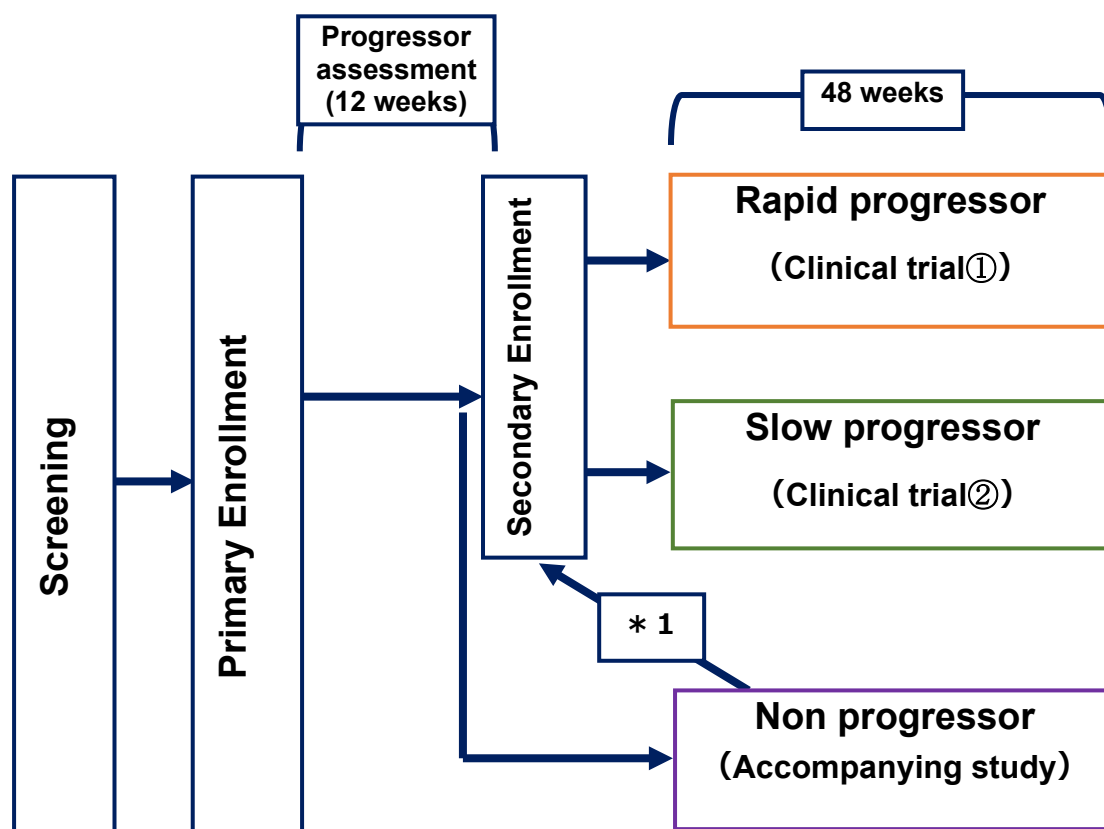 Progressor
assessment
(12 weeks)
48 weeks
Screening
Primary Enrollment
Secondary Enrollment
Rapid progressor
（Clinical trial①）
Slow progressor
（Clinical trial②）
＊1
Non progressor
（Accompanying study）